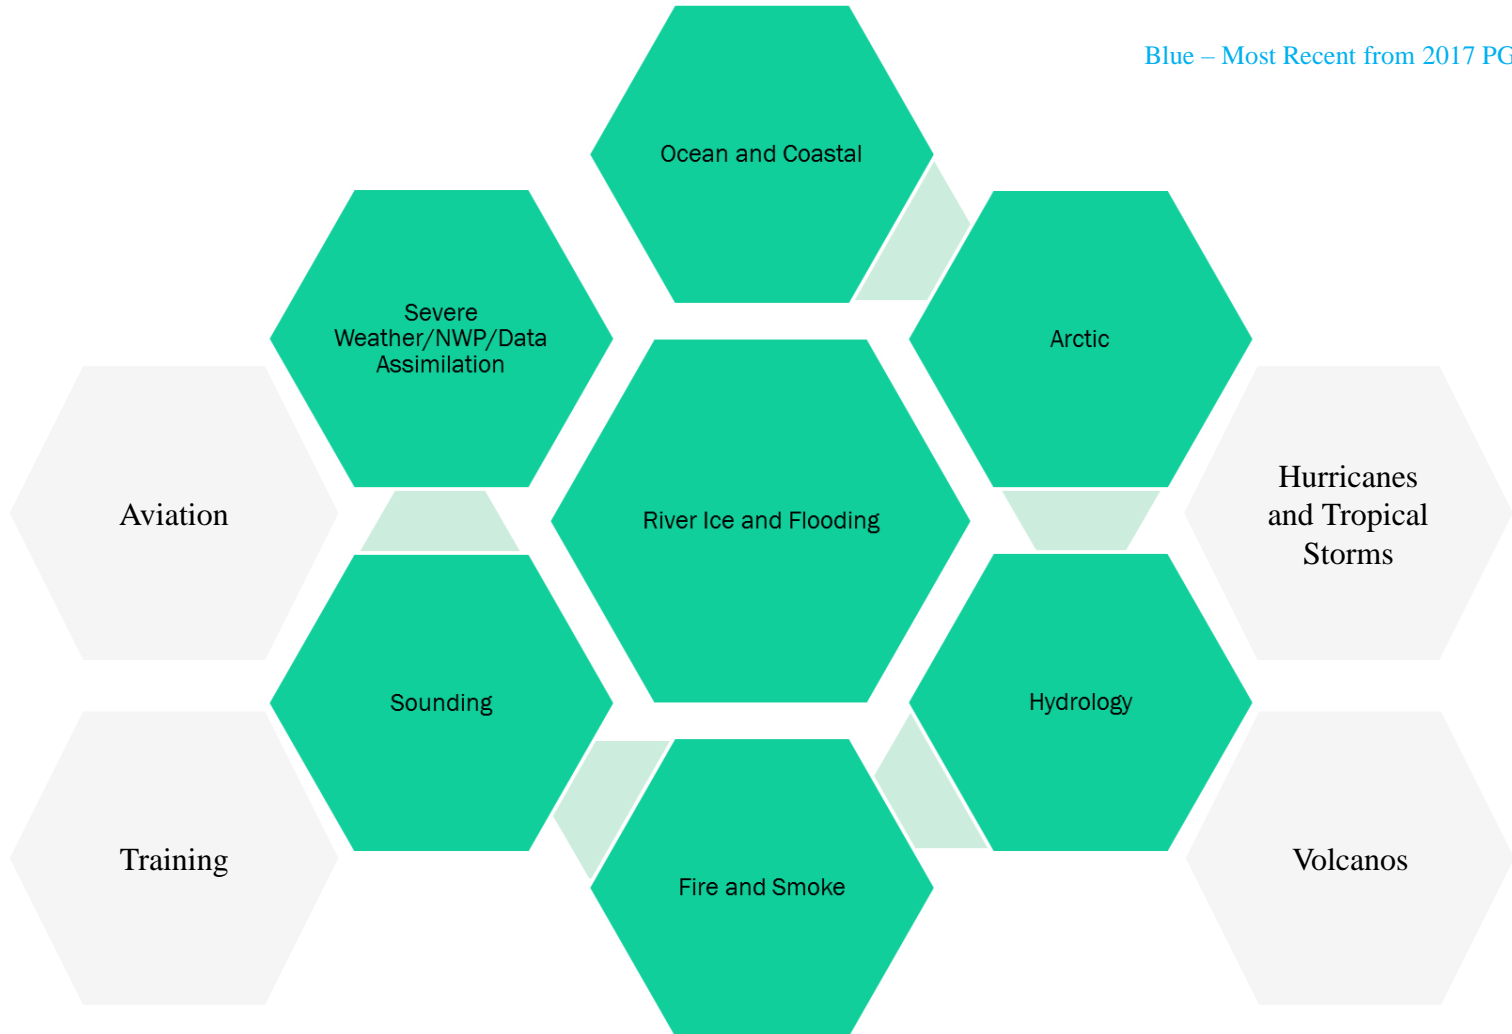 Blue – Most Recent from 2017 PG
Ocean and Coastal
Severe
Weather/NWP/Data
Assimilation
Arctic
Aviation
River Ice and Flooding
Hurricanes
and Tropical
Storms
Sounding
Hydrology
Training
Fire and Smoke
Volcanos